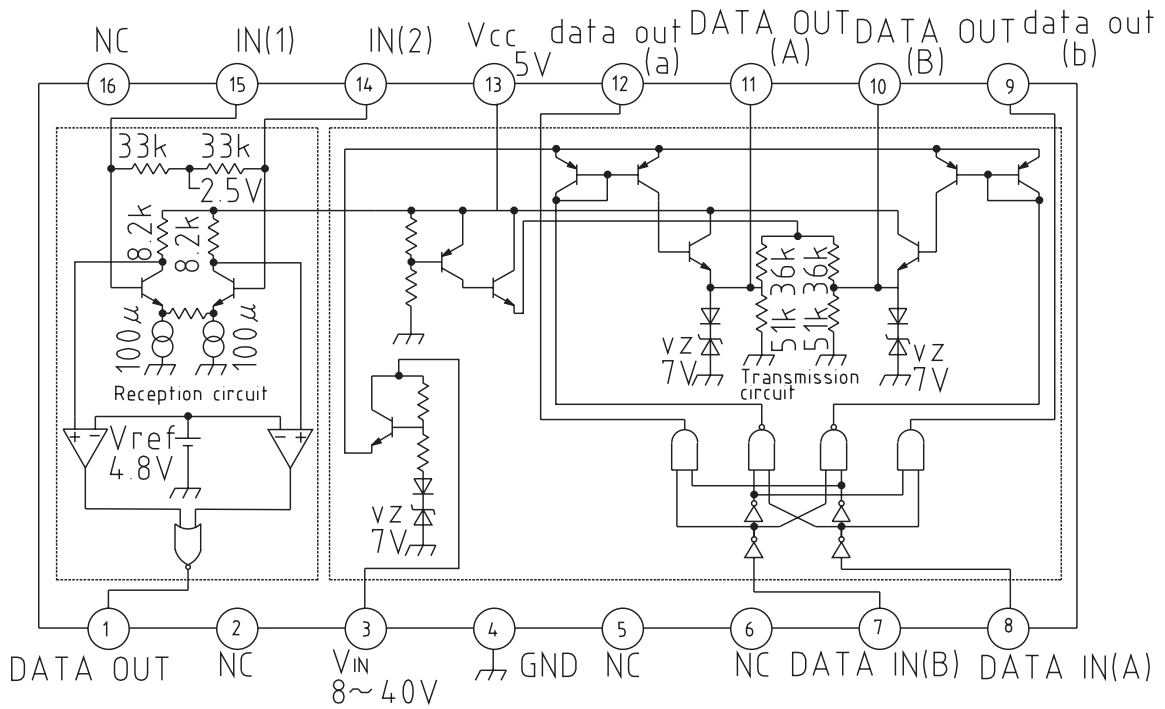 NC
IN(1)
IN(2)
Vcc
5V
data out
(a)
DATA OUT
(A)
DATA OUT
(B)
data out
(b)
16
15
14
13
12
11
10
9
33k
33k
2.5V
8.2k
8.2k
100μ
100μ
36k
36k
51k
51k
VZ
7V
VZ
7V
Reception circuit
Transmission
circuit
+
−
−
+
Vref
4.8V
VZ
7V
1
2
3
4
5
6
7
8
DATA OUT
NC
VIN
8～40V
GND
NC
NC
DATA IN(B)
DATA IN(A)